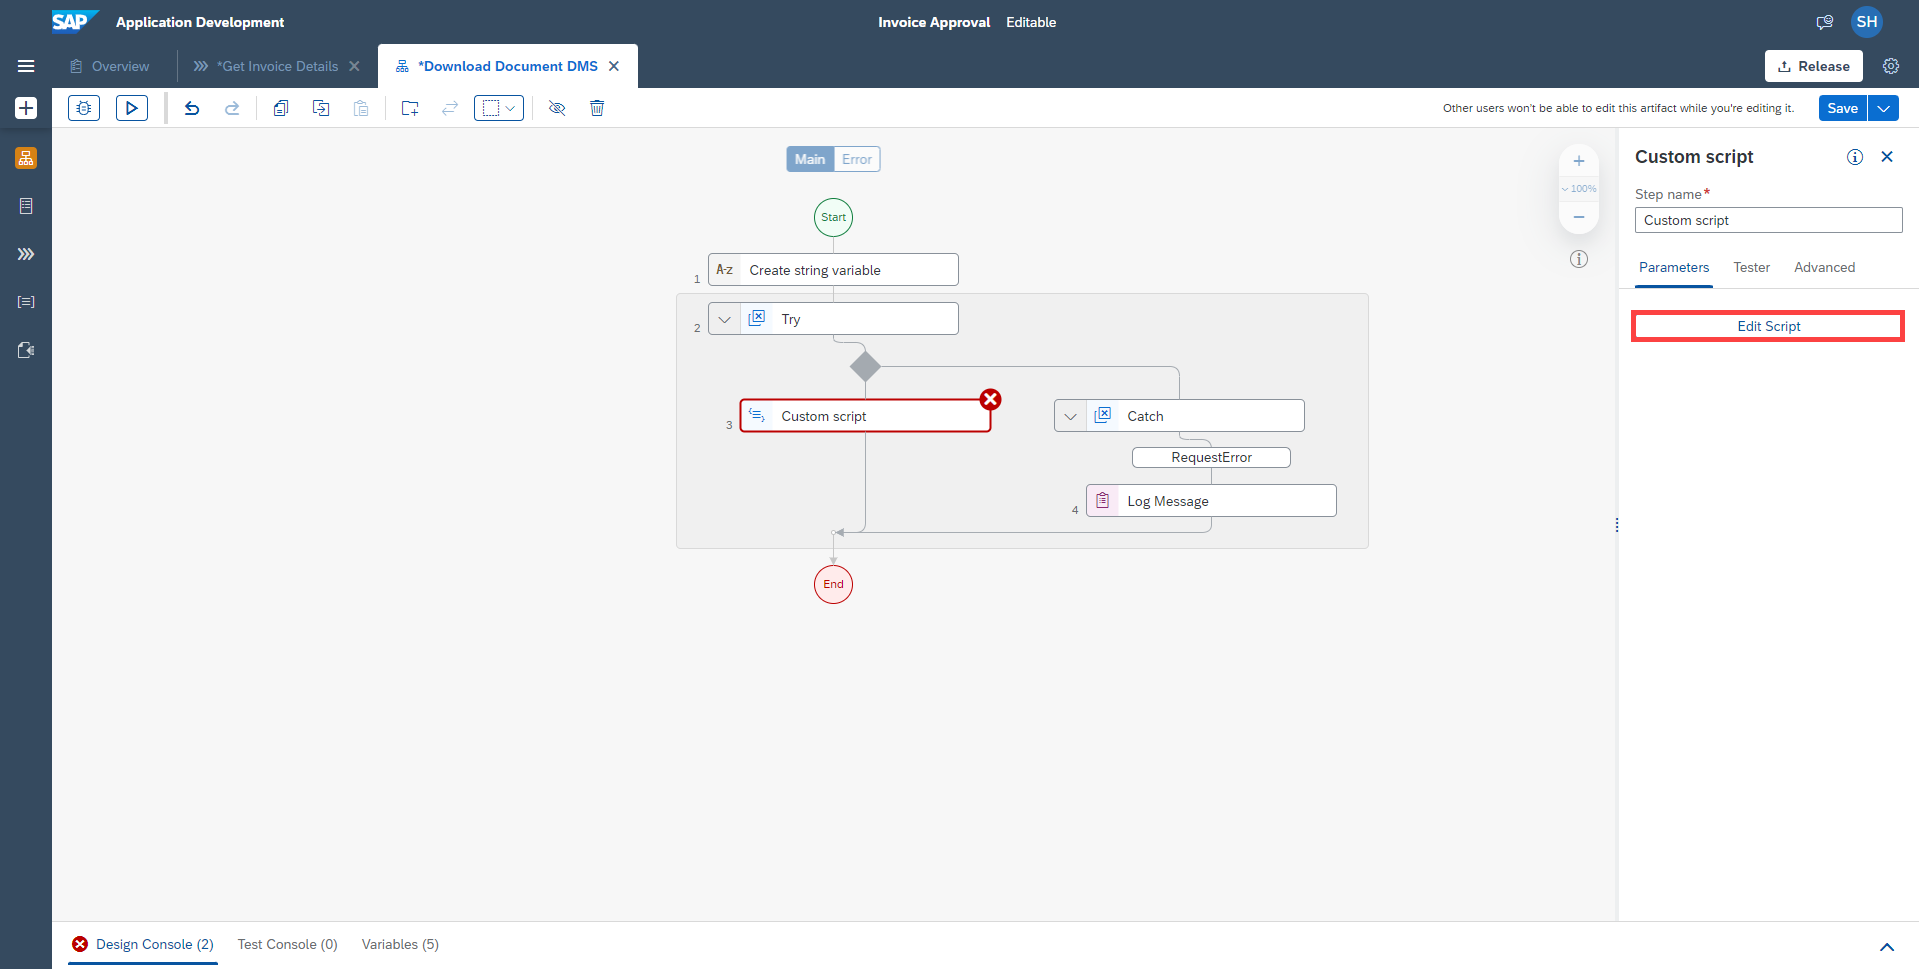 SAP Application Development
Invoice Approval Editable
SH
Overview
*Get Invoice Details
*Download Document DMS
Release
Other users won't be able to edit this artifact while you're editing it.
Save
Main Error
100%
Start
1 A-z Create string variable
2 Try
3 Custom script
Catch
RequestError
4 Log Message
End
Custom script
Step name*
Custom script
Parameters Tester Advanced
Edit Script
Design Console (2) Test Console (0) Variables (5)